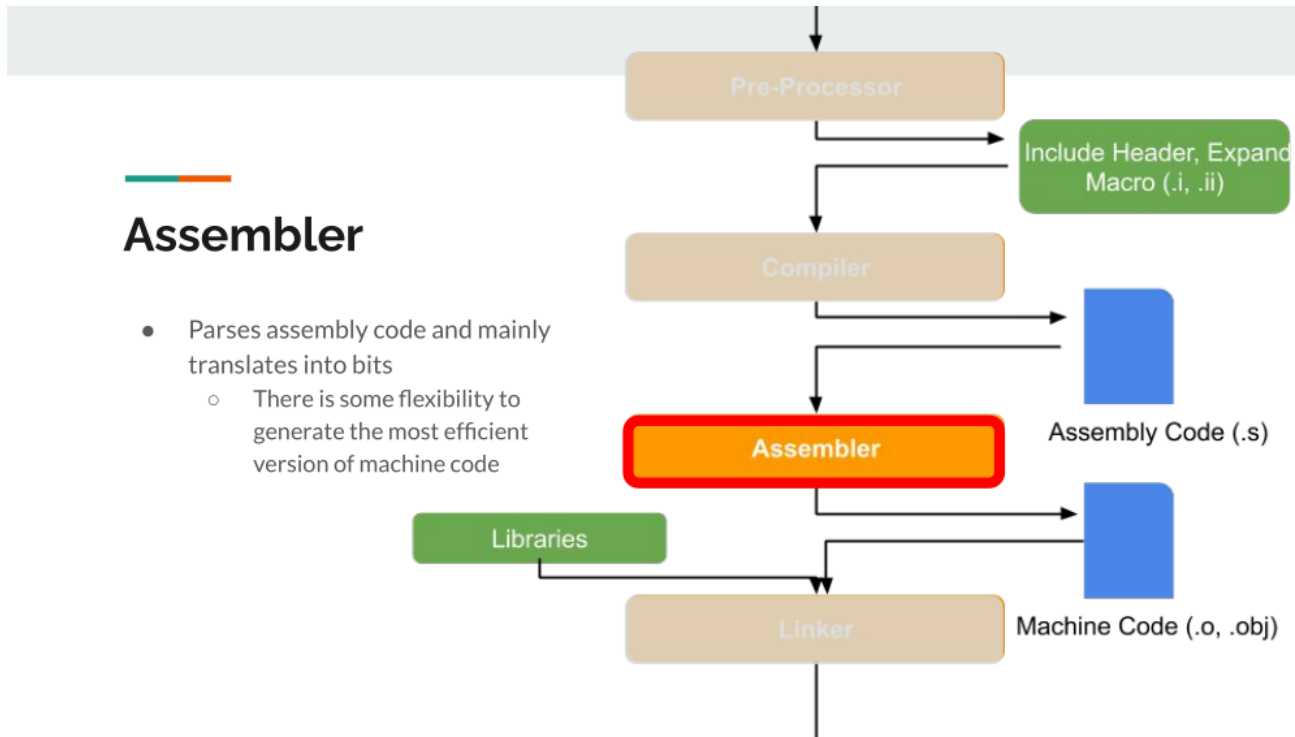 Pre-Processor
Include Header, Expand
Macro (.i, .ii)
Assembler
Compiler
● Parses assembly code and mainly
translates into bits
○ There is some flexibility to
generate the most efficient
version of machine code
Assembly Code (.s)
Assembler
Libraries
Linker
Machine Code (.o, .obj)